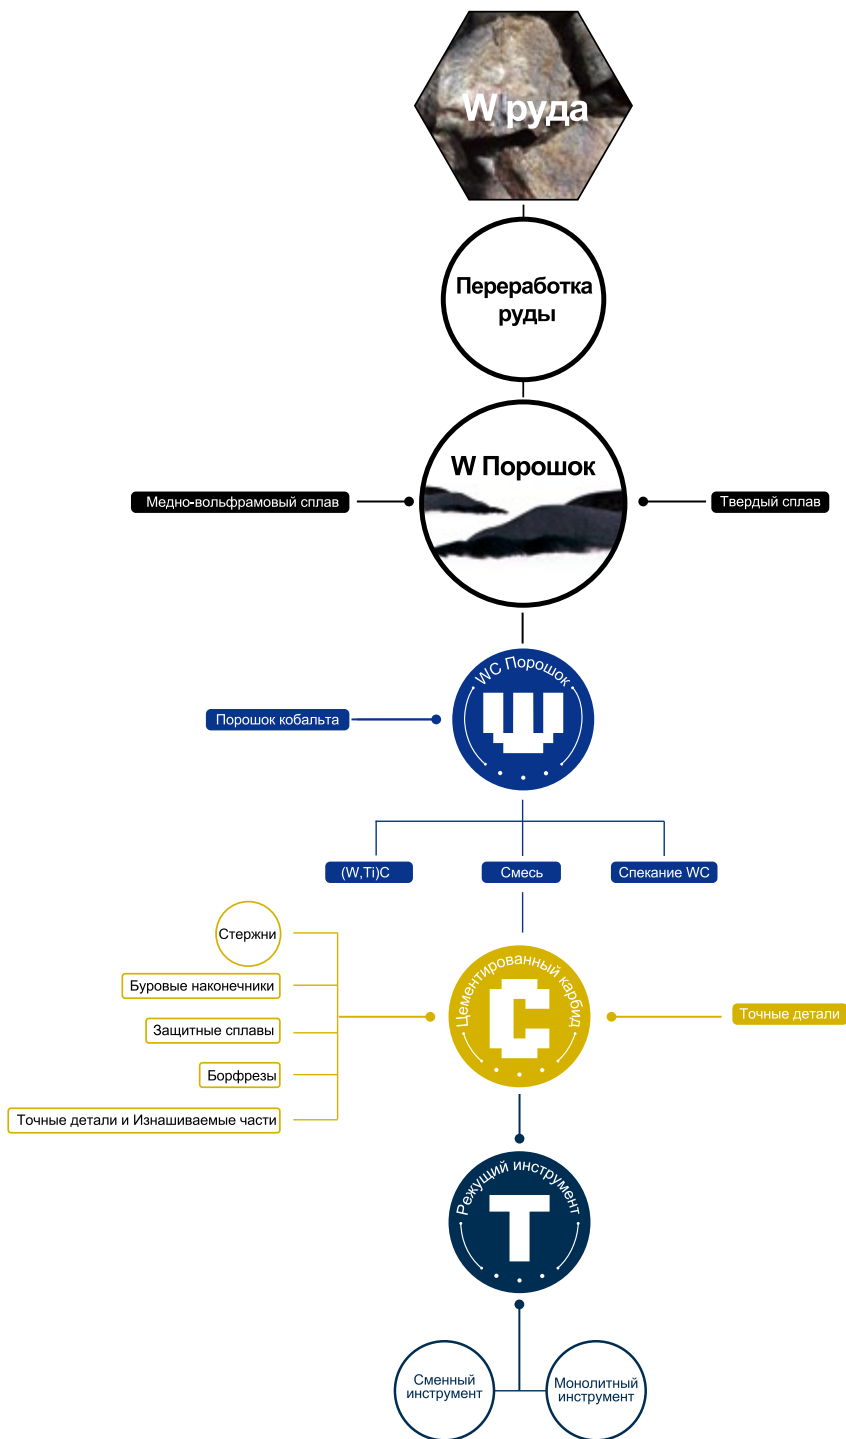 W руда
Переработка
руды
W Порошок
Медно-вольфрамовый сплав
Твердый сплав
WC Порошок
Порошок кобальта
(W,Ti)C
Смесь
Спекание WC
Стержни
Буровые наконечники
Защитные сплавы
Борфрезы
Точные детали и Изнашиваемые части
Цементированный карбид
C
Точные детали
Режущий инструмент
T
Сменный
инструмент
Монолитный
инструмент